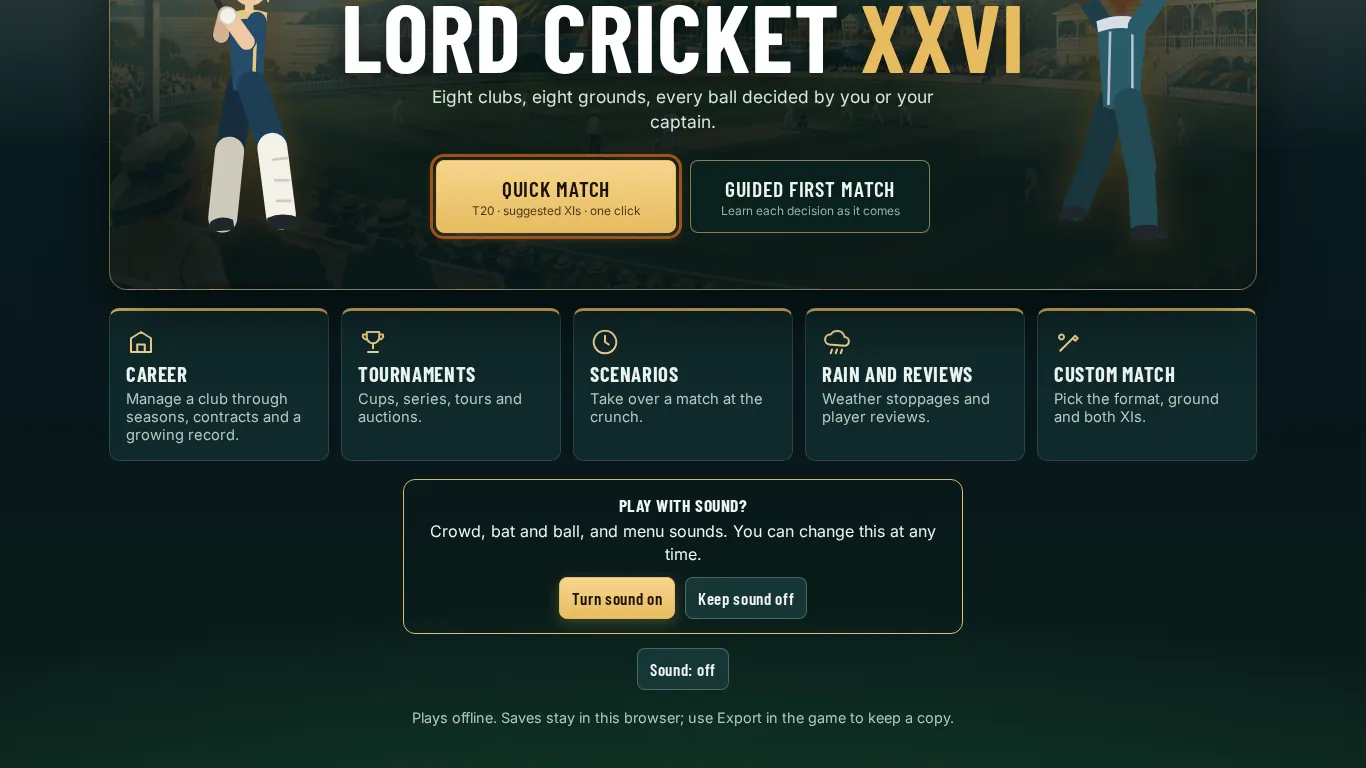 LORD CRICKET XXVI
Eight clubs, eight grounds, every ball decided by you or your
captain.
QUICK MATCH
T20 · suggested XIs · one click
GUIDED FIRST MATCH
Learn each decision as it comes
CAREER
Manage a club through
seasons, contracts and a
growing record.
TOURNAMENTS
Cups, series, tours and
auctions.
SCENARIOS
Take over a match at the
crunch.
RAIN AND REVIEWS
Weather stoppages and
player reviews.
CUSTOM MATCH
Pick the format, ground
and both XIs.
PLAY WITH SOUND?
Crowd, bat and ball, and menu sounds. You can change this at any
time.
Turn sound on
Keep sound off
Sound: off
Plays offline. Saves stay in this browser; use Export in the game to keep a copy.